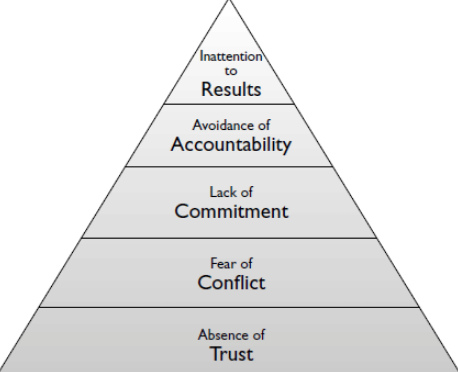 Inattention
to
Results
Avoidance of
Accountability
Lack of
Commitment
Fear of
Conflict
Absence of
Trust